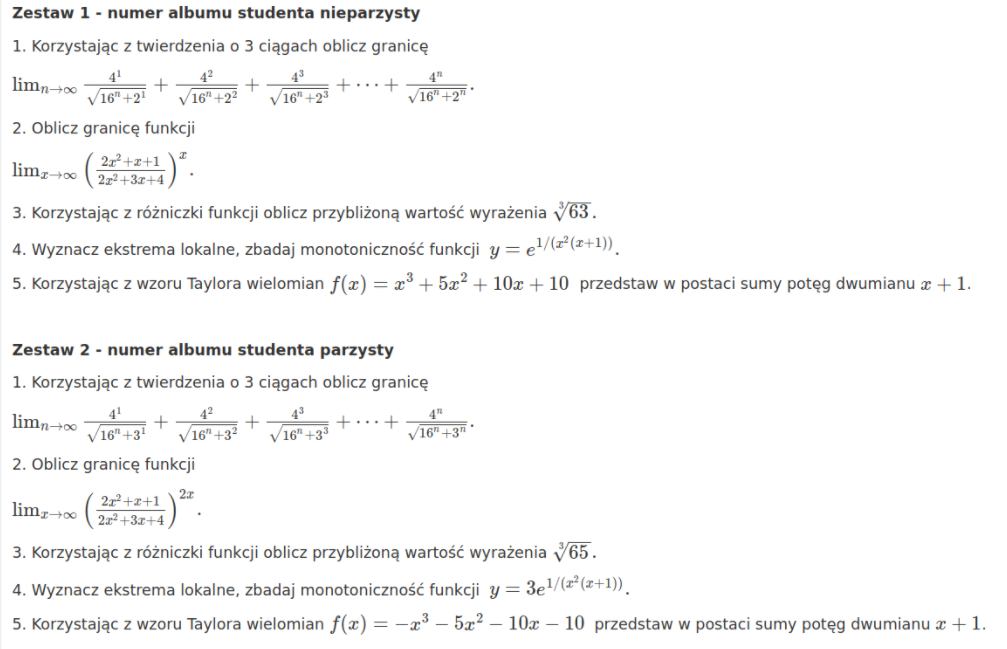 Zestaw 1 - numer albumu studenta nieparzysty
1. Korzystając z twierdzenia o 3 ciągach oblicz granicę
$\lim_{n\to\infty} \frac{4^1}{\sqrt{16^n+2^1}} + \frac{4^2}{\sqrt{16^n+2^2}} + \frac{4^3}{\sqrt{16^n+2^3}} + \cdots + \frac{4^n}{\sqrt{16^n+2^n}}.$
2. Oblicz granicę funkcji
$\lim_{x\to\infty} \left(\frac{2x^2+x+1}{2x^2+3x+4}\right)^x.$
3. Korzystając z różniczki funkcji oblicz przybliżoną wartość wyrażenia $\sqrt[3]{63}.$
4. Wyznacz ekstrema lokalne, zbadaj monotoniczność funkcji $y = e^{1/(x^2(x+1))}.$
5. Korzystając z wzoru Taylora wielomian $f(x) = x^3 + 5x^2 + 10x + 10$ przedstaw w postaci sumy potęg dwumianu $x + 1.$
Zestaw 2 - numer albumu studenta parzysty
1. Korzystając z twierdzenia o 3 ciągach oblicz granicę
$\lim_{n\to\infty} \frac{4^1}{\sqrt{16^n+3^1}} + \frac{4^2}{\sqrt{16^n+3^2}} + \frac{4^3}{\sqrt{16^n+3^3}} + \cdots + \frac{4^n}{\sqrt{16^n+3^n}}.$
2. Oblicz granicę funkcji
$\lim_{x\to\infty} \left(\frac{2x^2+x+1}{2x^2+3x+4}\right)^{2x}.$
3. Korzystając z różniczki funkcji oblicz przybliżoną wartość wyrażenia $\sqrt[3]{65}.$
4. Wyznacz ekstrema lokalne, zbadaj monotoniczność funkcji $y = 3e^{1/(x^2(x+1))}.$
5. Korzystając z wzoru Taylora wielomian $f(x) = -x^3 - 5x^2 - 10x - 10$ przedstaw w postaci sumy potęg dwumianu $x + 1.$